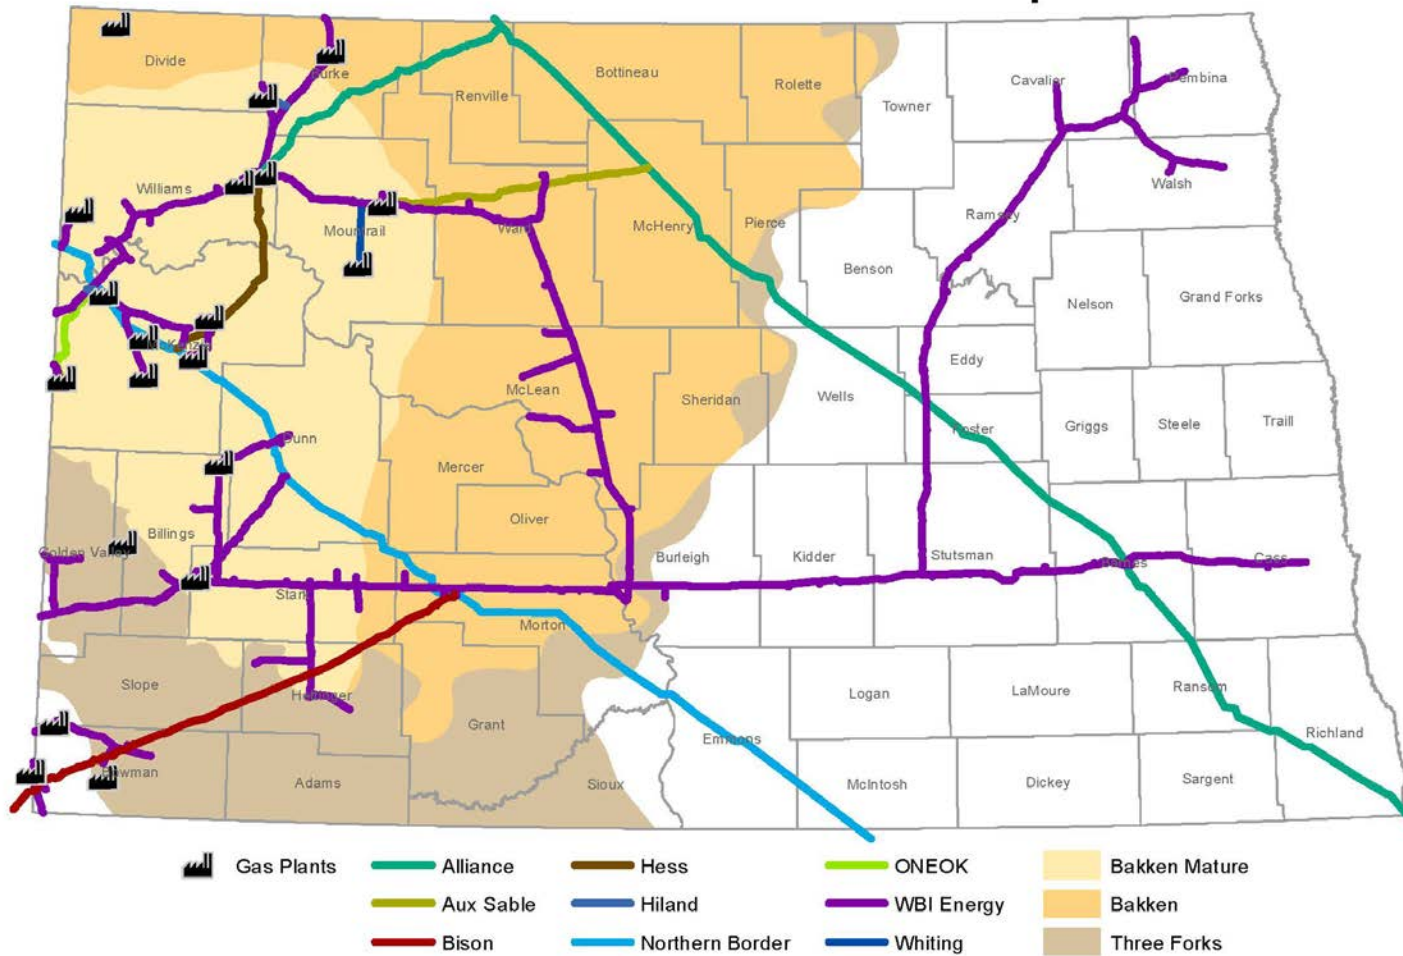 Divide
Burke
Renville
Bottineau
Rolette
Towner
Cavalier
Pembina
Williams
Mountrail
Ward
McHenry
Pierce
Benson
Ramsey
Walsh
Nelson
Grand Forks
McLean
Sheridan
Wells
Eddy
Foster
Griggs
Steele
Traill
Dunn
Mercer
Oliver
Billings
Golden Valley
Burleigh
Kidder
Stutsman
Barnes
Cass
Stark
Morton
Slope
Hettinger
Grant
Emmons
Logan
LaMoure
Ransom
Richland
Bowman
Adams
Sioux
McIntosh
Dickey
Sargent
Gas Plants
Alliance
Hess
ONEOK
Bakken Mature
Aux Sable
Hiland
WBI Energy
Bakken
Bison
Northern Border
Whiting
Three Forks